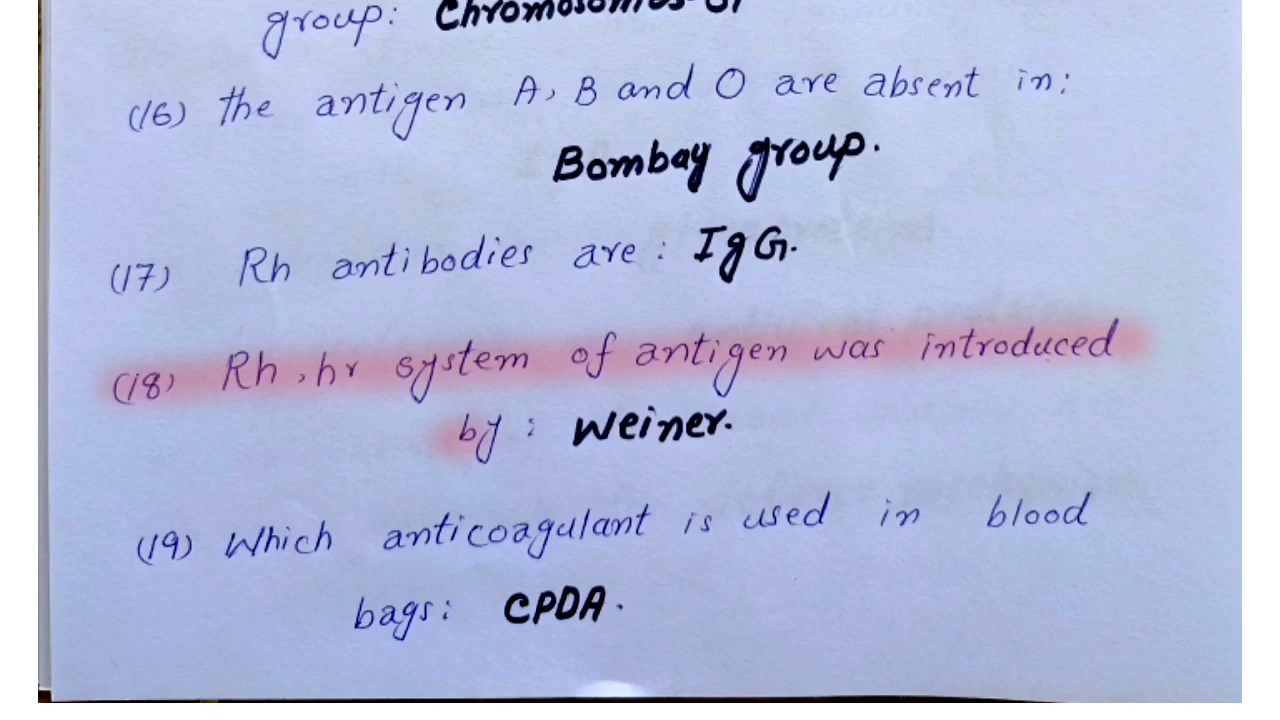 group:
(16) the antigen A, B and O are absent in:
Bombay group.
(17) Rh antibodies are: IgG.
(18) Rh, hr system of antigen was introduced
by: Weiner.
(19) Which anticoagulant is used in blood
bags: CPDA.